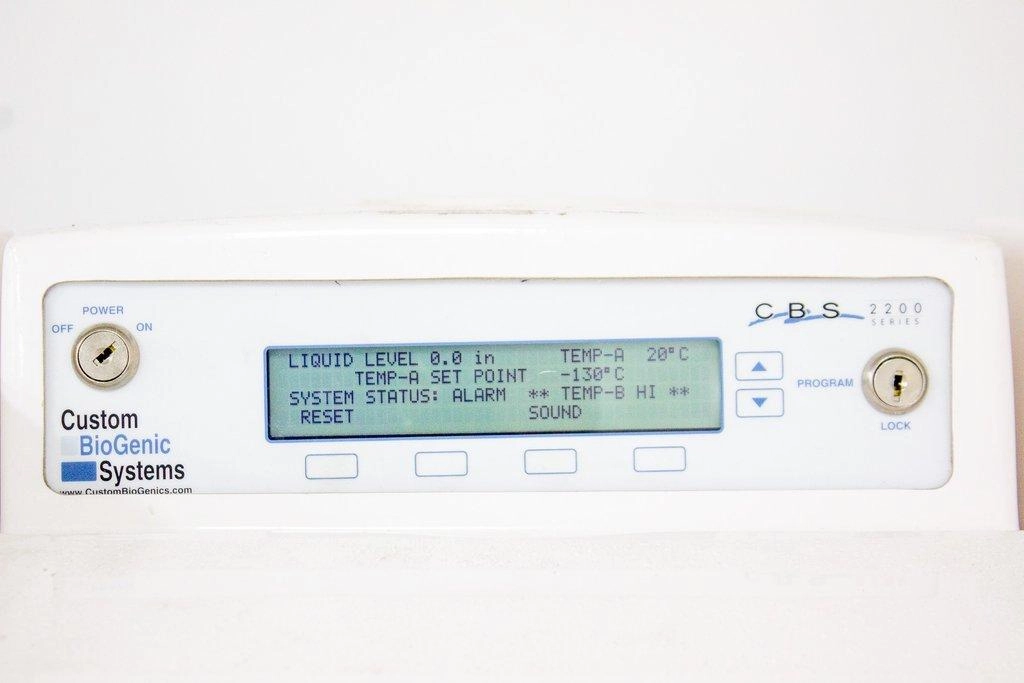 POWER
OFF
ON
Custom
BioGenic
Systems
www.CustomBioGenics.com
LIQUID LEVEL 0.0 in TEMP-A 20°C
TEMP-A SET POINT -130°C
SYSTEM STATUS: ALARM ** TEMP-B HI **
RESET SOUND
CBS 2200
SERIES
PROGRAM
LOCK